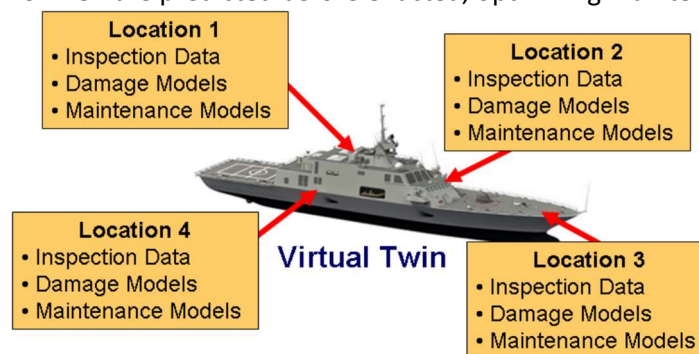 Location 1
• Inspection Data
• Damage Models
• Maintenance Models
Location 2
• Inspection Data
• Damage Models
• Maintenance Models
Location 4
• Inspection Data
• Damage Models
• Maintenance Models
Virtual Twin
Location 3
• Inspection Data
• Damage Models
• Maintenance Models